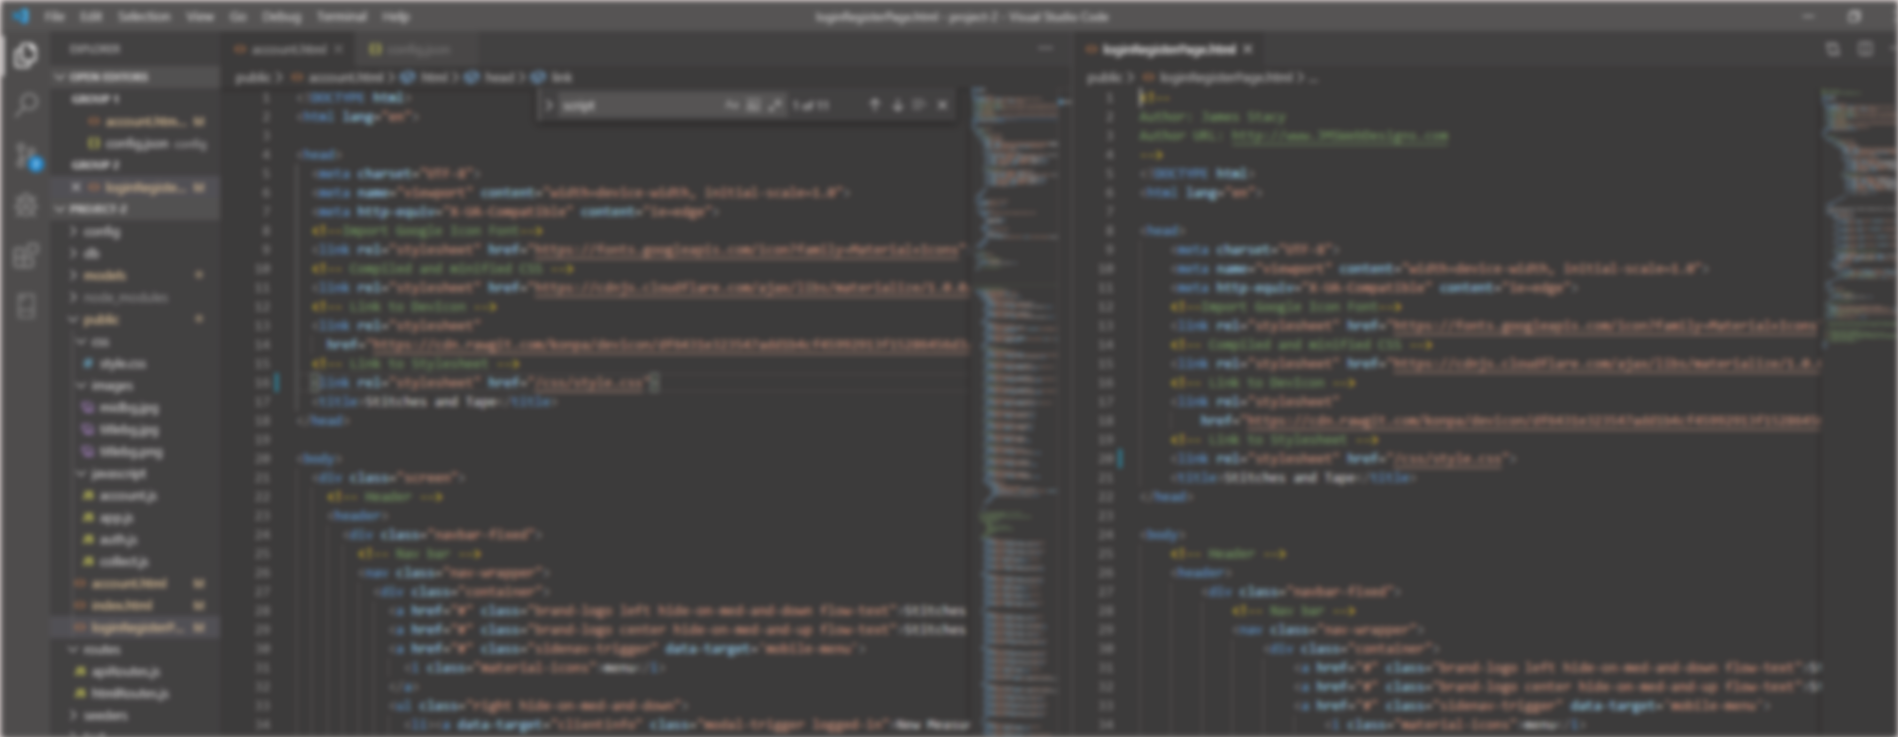 File Edit Selection View Go Debug Terminal Help
loginRegisterPage.html - project-2 - Visual Studio Code
EXPLORER
OPEN EDITORS
GROUP 1
account.htm... M
config.json config
GROUP 2
loginRegiste... M
PROJECT-2
config
db
models
node_modules
public
css
style.css
images
midbg.jpg
titlebg.jpg
titlebg.png
javascript
account.js
app.js
auth.js
collect.js
account.html M
index.html M
loginRegisterP... M
routes
apiRoutes.js
htmlRoutes.js
seeders
account.html
config.json
public > account.html > html > head > link
script
1 of 11
1 <!DOCTYPE html>
2 <html lang="en">
3
4 <head>
5 <meta charset="UTF-8">
6 <meta name="viewport" content="width=device-width, initial-scale=1.0">
7 <meta http-equiv="X-UA-Compatible" content="ie=edge">
8 <!--Import Google Icon Font-->
9 <link rel="stylesheet" href="https://fonts.googleapis.com/icon?family=Material+Icons"
10 <!-- Compiled and minified CSS -->
11 <link rel="stylesheet" href="https://cdnjs.cloudflare.com/ajax/libs/materialize/1.0.0
12 <!-- Link to DevIcon -->
13 <link rel="stylesheet"
14 href="https://cdn.rawgit.com/konpa/devicon/
15 <!-- Link to Stylesheet -->
16 <link rel="stylesheet" href="/css/style.css">
17 <title>Stitches and Tape</title>
18 </head>
19
20 <body>
21 <div class="screen">
22 <!-- Header -->
23 <header>
24 <div class="navbar-fixed">
25 <!-- Nav bar -->
26 <nav class="nav-wrapper">
27 <div class="container">
28 <a href="#" class="brand-logo left hide-on-med-and-down flow-text">Stitches
29 <a href="#" class="brand-logo center hide-on-med-and-up flow-text">Stitches
30 <a href="#" class="sidenav-trigger" data-target="mobile-menu">
31 <i class="material-icons">menu</i>
32 </a>
33 <ul class="right hide-on-med-and-down">
34 <li><a data-target="clientinfo" class="modal-trigger logged-in">New Measur
loginRegisterPage.html
public > loginRegisterPage.html > ...
1 <!--
2 Author: James Stacy
3 Author URL: http://www.JMSwebDesigns.com
4 -->
5 <!DOCTYPE html>
6 <html lang="en">
7
8 <head>
9 <meta charset="UTF-8">
10 <meta name="viewport" content="width=device-width, initial-scale=1.0">
11 <meta http-equiv="X-UA-Compatible" content="ie=edge">
12 <!--Import Google Icon Font-->
13 <link rel="stylesheet" href="https://fonts.googleapis.com/icon?family=Material+Icons
14 <!-- Compiled and minified CSS -->
15 <link rel="stylesheet" href="https://cdnjs.cloudflare.com/ajax/libs/materialize/1.0.
16 <!-- Link to DevIcon -->
17 <link rel="stylesheet"
18 href="https://cdn.rawgit.com/konpa/devicon/
19 <!-- Link to Stylesheet -->
20 <link rel="stylesheet" href="/css/style.css">
21 <title>Stitches and Tape</title>
22 </head>
23
24 <body>
25 <!-- Header -->
26 <header>
27 <div class="navbar-fixed">
28 <!-- Nav bar -->
29 <nav class="nav-wrapper">
30 <div class="container">
31 <a href="#" class="brand-logo left hide-on-med-and-down flow-text">
32 <a href="#" class="brand-logo center hide-on-med-and-up flow-text">
33 <a href="#" class="sidenav-trigger" data-target="mobile-menu">
34 <i class="material-icons">menu</i>